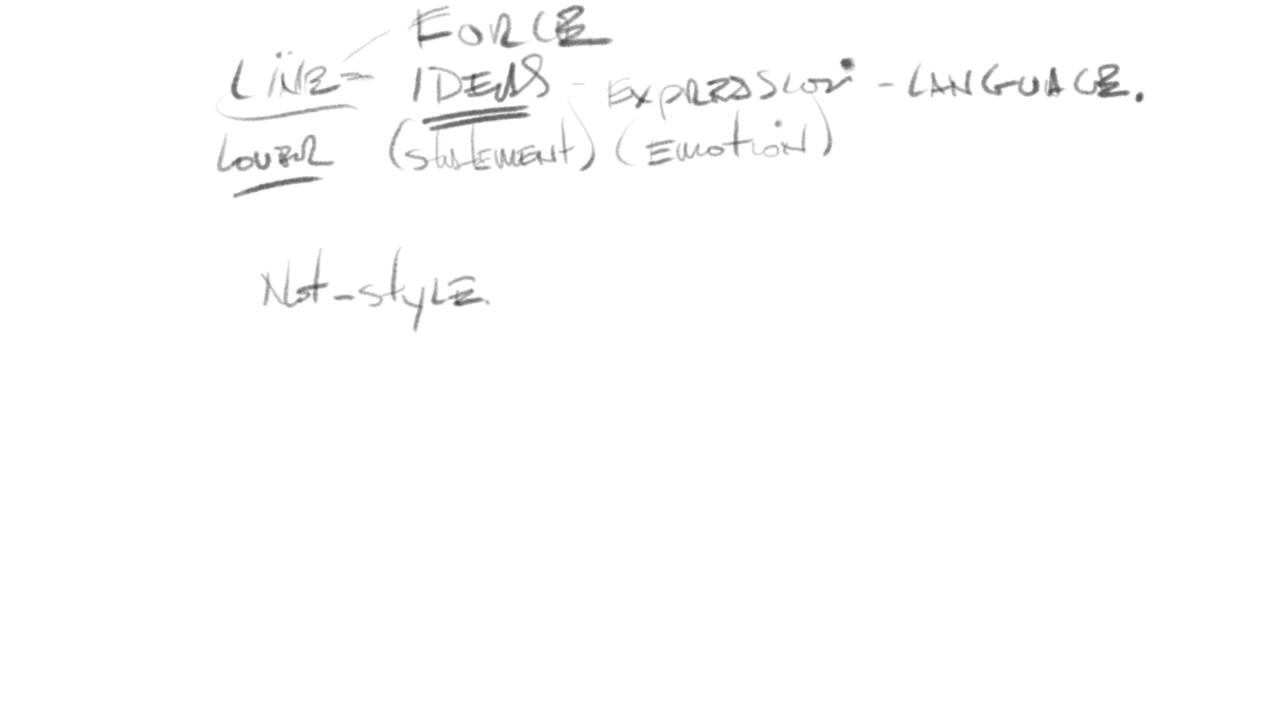 FORCE
LINE = IDEAS - EXPRESSION - LANGUAGE.
LOVER (STATEMENT) (EMOTION)
Not-style.